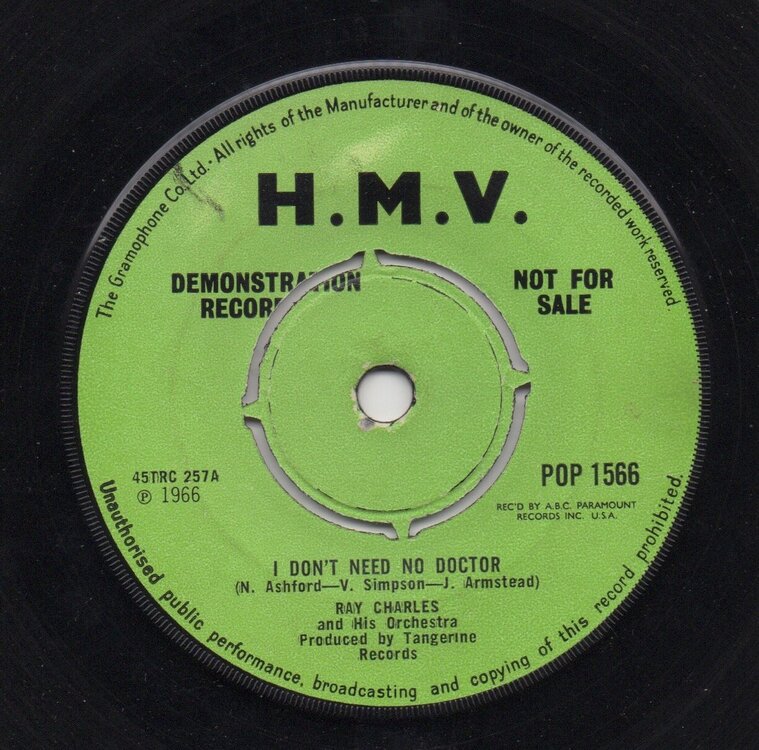 The Gramophone Co. Ltd. · All rights of the Manufacturer and of the owner of the recorded work reserved.
H.M.V.
DEMONSTRATION
RECORD
NOT FOR
SALE
45TRC 257A
℗ 1966
POP 1566
REC'D BY A.B.C. PARAMOUNT
RECORDS INC. U.S.A.
I DON'T NEED NO DOCTOR
(N. Ashford—V. Simpson—J. Armstead)
RAY CHARLES
and His Orchestra
Produced by Tangerine
Records
Unauthorised public performance, broadcasting and copying of this record prohibited.